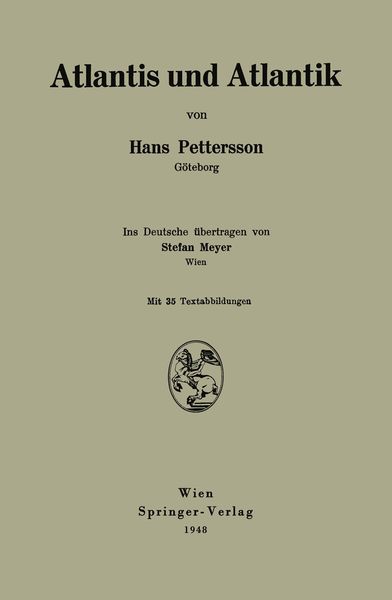 Atlantis und Atlantik
von
Hans Pettersson
Göteborg
Ins Deutsche übertragen von
Stefan Meyer
Wien
Mit 35 Textabbildungen
Wien
Springer-Verlag
1948